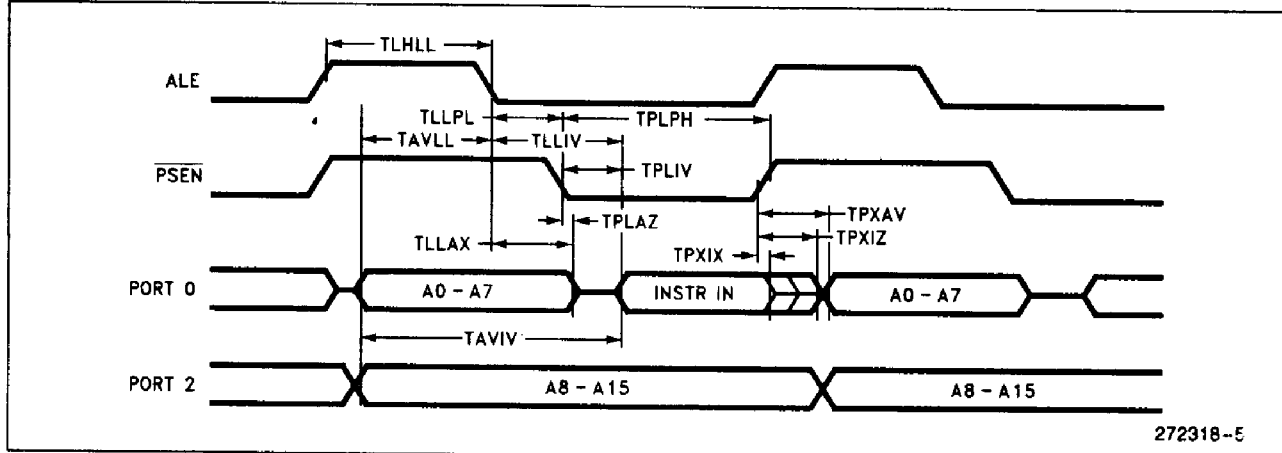 TLHLL
ALE
TLLPL
TPLPH
TAVLL
TLLIV
PSEN
TPLIV
TPLAZ
TPXAV
TLLAX
TPXIZ
TPXIX
PORT 0
A0 - A7
INSTR IN
A0 - A7
TAVIV
PORT 2
A8 - A15
A8 - A15
272318-5